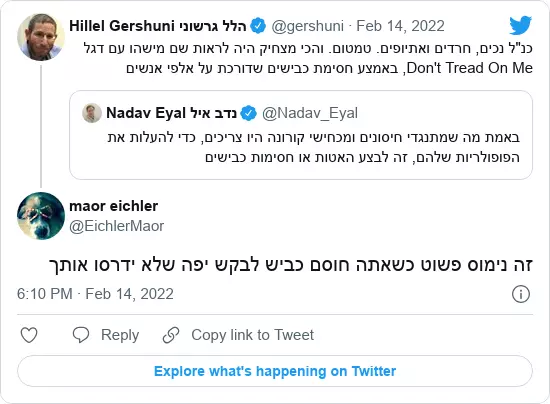 Hillel Gershuni הלל גרשוני @gershuni · Feb 14, 2022
כנ"ל נכים, חרדים ואתיופים. טמטום. והכי מצחיק היה לראות שם מישהו עם דגל
Don't Tread On Me, באמצע חסימת כבישים שדורכת על אלפי אנשים
Nadav Eyal נדב איל @Nadav_Eyal
באמת מה שמתנגדי חיסונים ומכחישי קורונה היו צריכים, כדי להעלות את
הפופולריות שלהם, זה לבצע האטות או חסימות כבישים
maor eichler
@EichlerMaor
זה נימוס פשוט כשאתה חוסם כביש לבקש יפה שלא ידרסו אותך
6:10 PM · Feb 14, 2022
Reply
Copy link to Tweet
Explore what's happening on Twitter